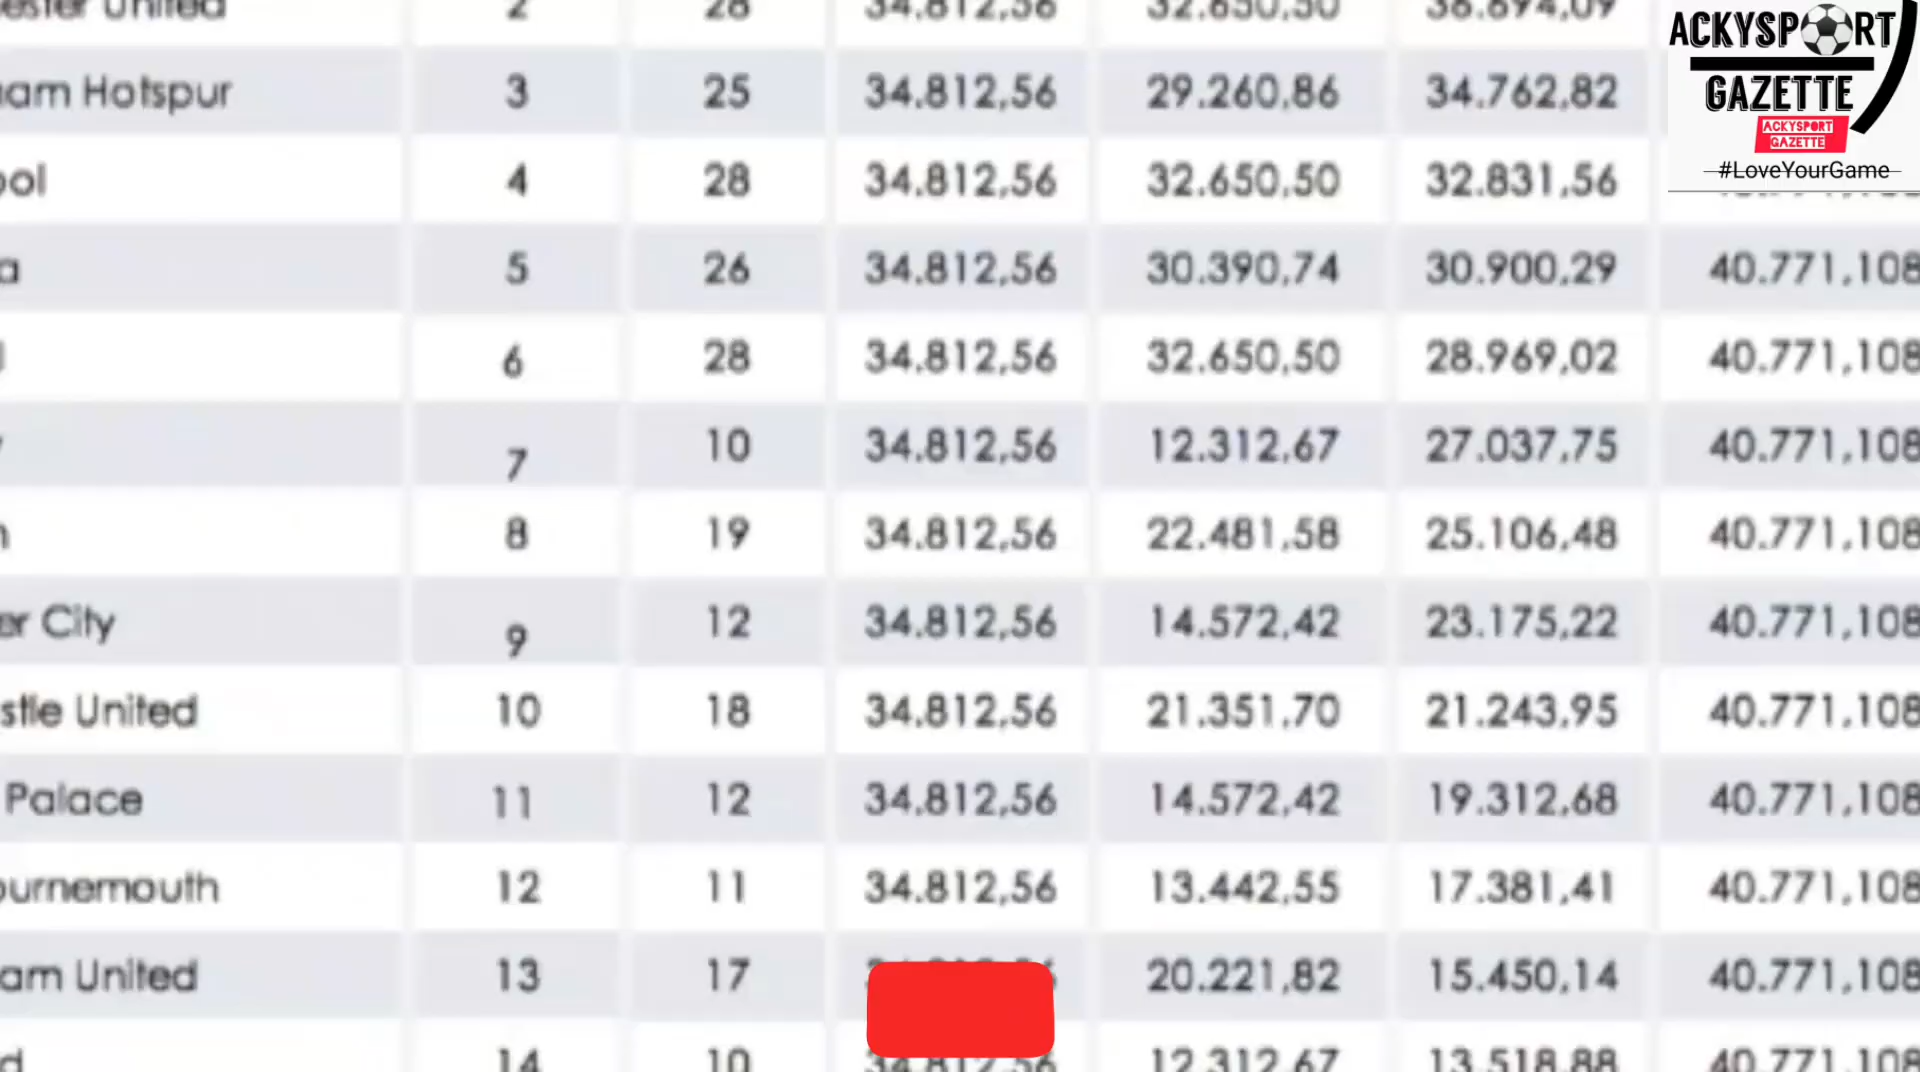 ester United 2 28 34.812,56 32.650,50 36.694,09
am Hotspur 3 25 34.812,56 29.260,86 34.762,82
ool 4 28 34.812,56 32.650,50 32.831,56
a 5 26 34.812,56 30.390,74 30.900,29 40.771,108
6 28 34.812,56 32.650,50 28.969,02 40.771,108
7 10 34.812,56 12.312,67 27.037,75 40.771,108
n 8 19 34.812,56 22.481,58 25.106,48 40.771,108
er City 9 12 34.812,56 14.572,42 23.175,22 40.771,108
stle United 10 18 34.812,56 21.351,70 21.243,95 40.771,108
Palace 11 12 34.812,56 14.572,42 19.312,68 40.771,108
ournemouth 12 11 34.812,56 13.442,55 17.381,41 40.771,108
am United 13 17 20.221,82 15.450,14 40.771,108
d 14 10 34.812,56 12.312,67 13.518,88 40.771,108
ACKYSPORT
GAZETTE
ACKYSPORT
GAZETTE
#LoveYourGame